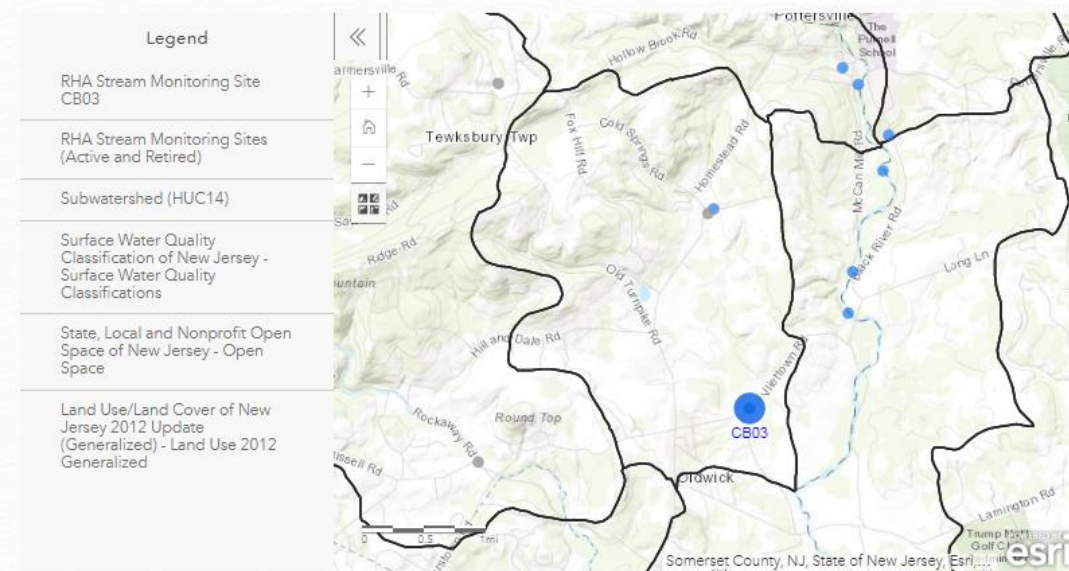 Legend
RHA Stream Monitoring Site
CB03
RHA Stream Monitoring Sites
(Active and Retired)
Subwatershed (HUC14)
Surface Water Quality
Classification of New Jersey -
Surface Water Quality
Classifications
State, Local and Nonprofit Open
Space of New Jersey - Open
Space
Land Use/Land Cover of New
Jersey 2012 Update
(Generalized) - Land Use 2012
Generalized
Pottersville
The
Purnell
School
Hollow Brook Rd
Tewksbury Twp
Fox Hill Rd
Cold Springs Rd
Homestead Rd
McCan Mill Rd
Black River Rd
Long Ln
Ridge Rd
Old Turnpike Rd
Hill and Dale Rd
Vliettown Rd
Round Top
Rockaway Rd
CB03
Oldwick
Lamington Rd
0 0.5 1mi
Somerset County, NJ, State of New Jersey, Esri,...
esri